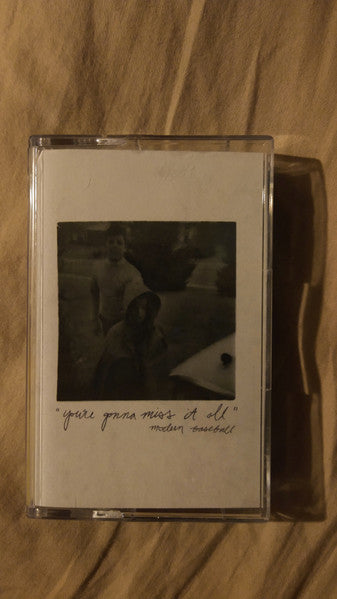 "you're gonna miss it all"
modern baseball